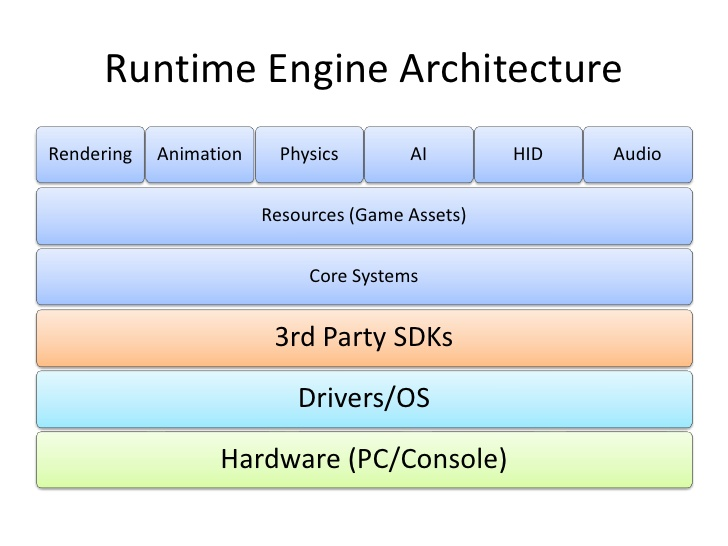 Runtime Engine Architecture
Rendering Animation Physics AI HID Audio
Resources (Game Assets)
Core Systems
3rd Party SDKs
Drivers/OS
Hardware (PC/Console)